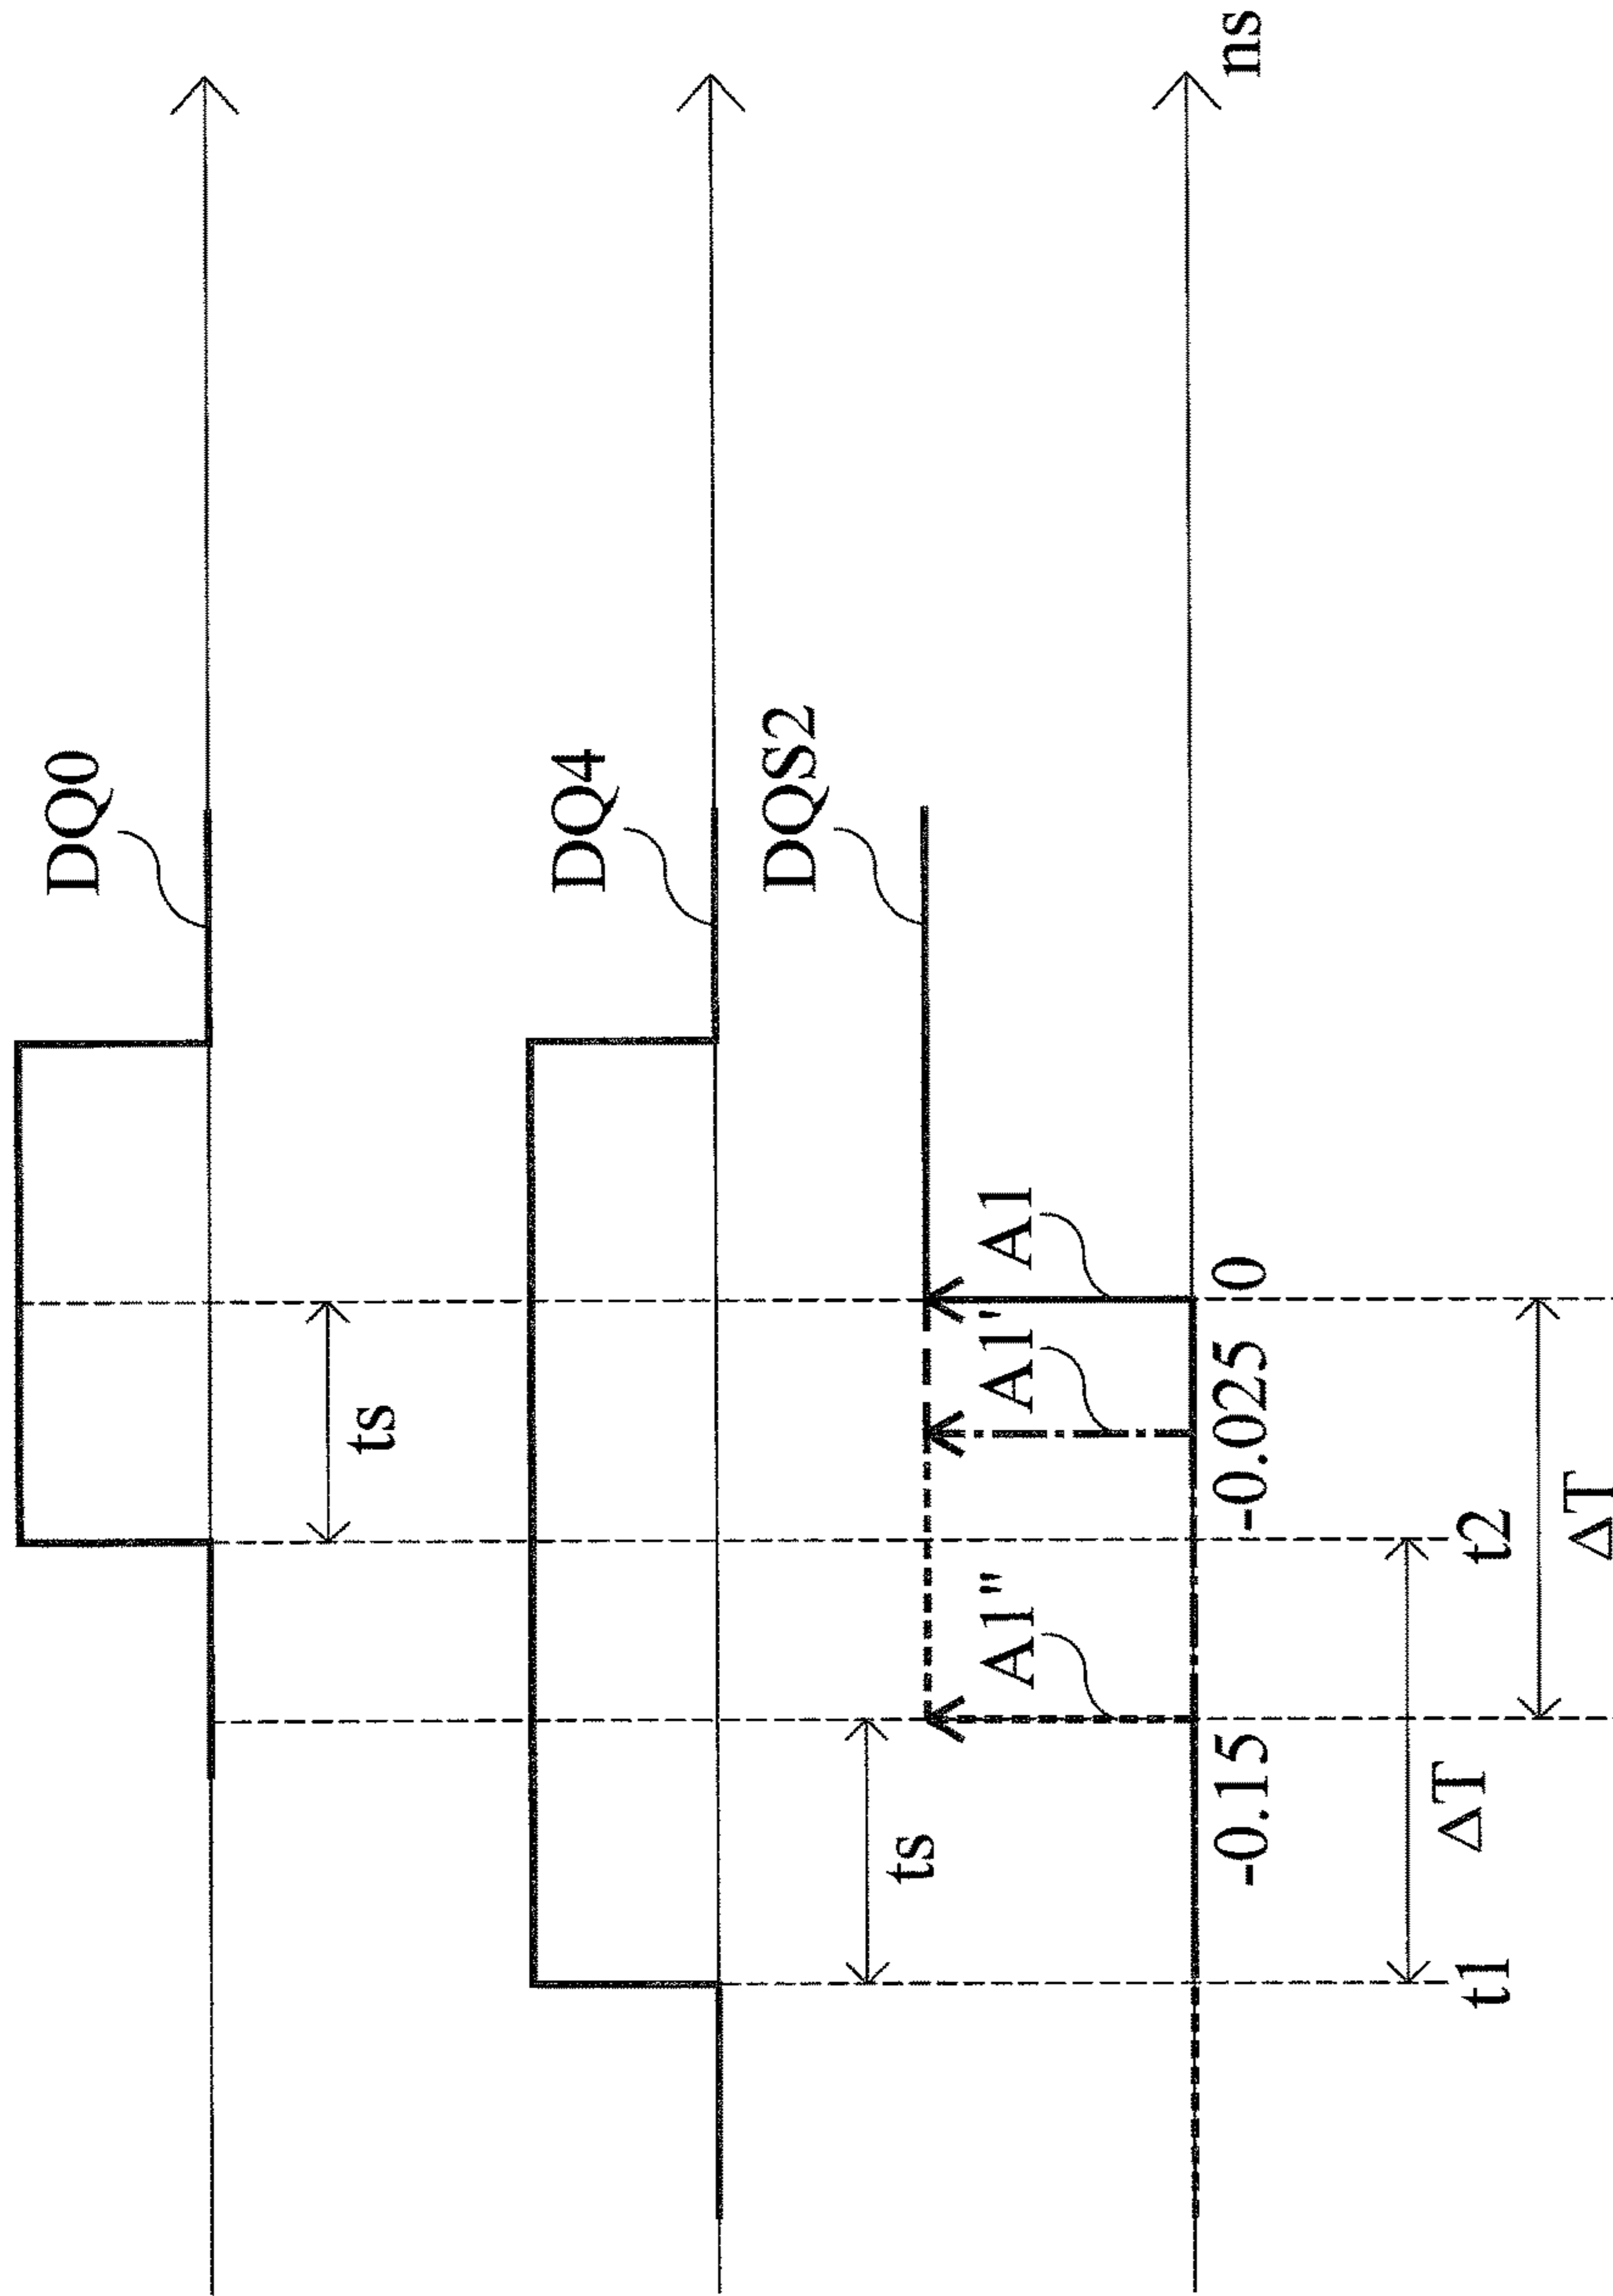 DQ0
ts
DQ4
DQS2
ts
A1"
A1'
A1
-0.15
-0.025
0
ns
ΔT
t1
t2
ΔT